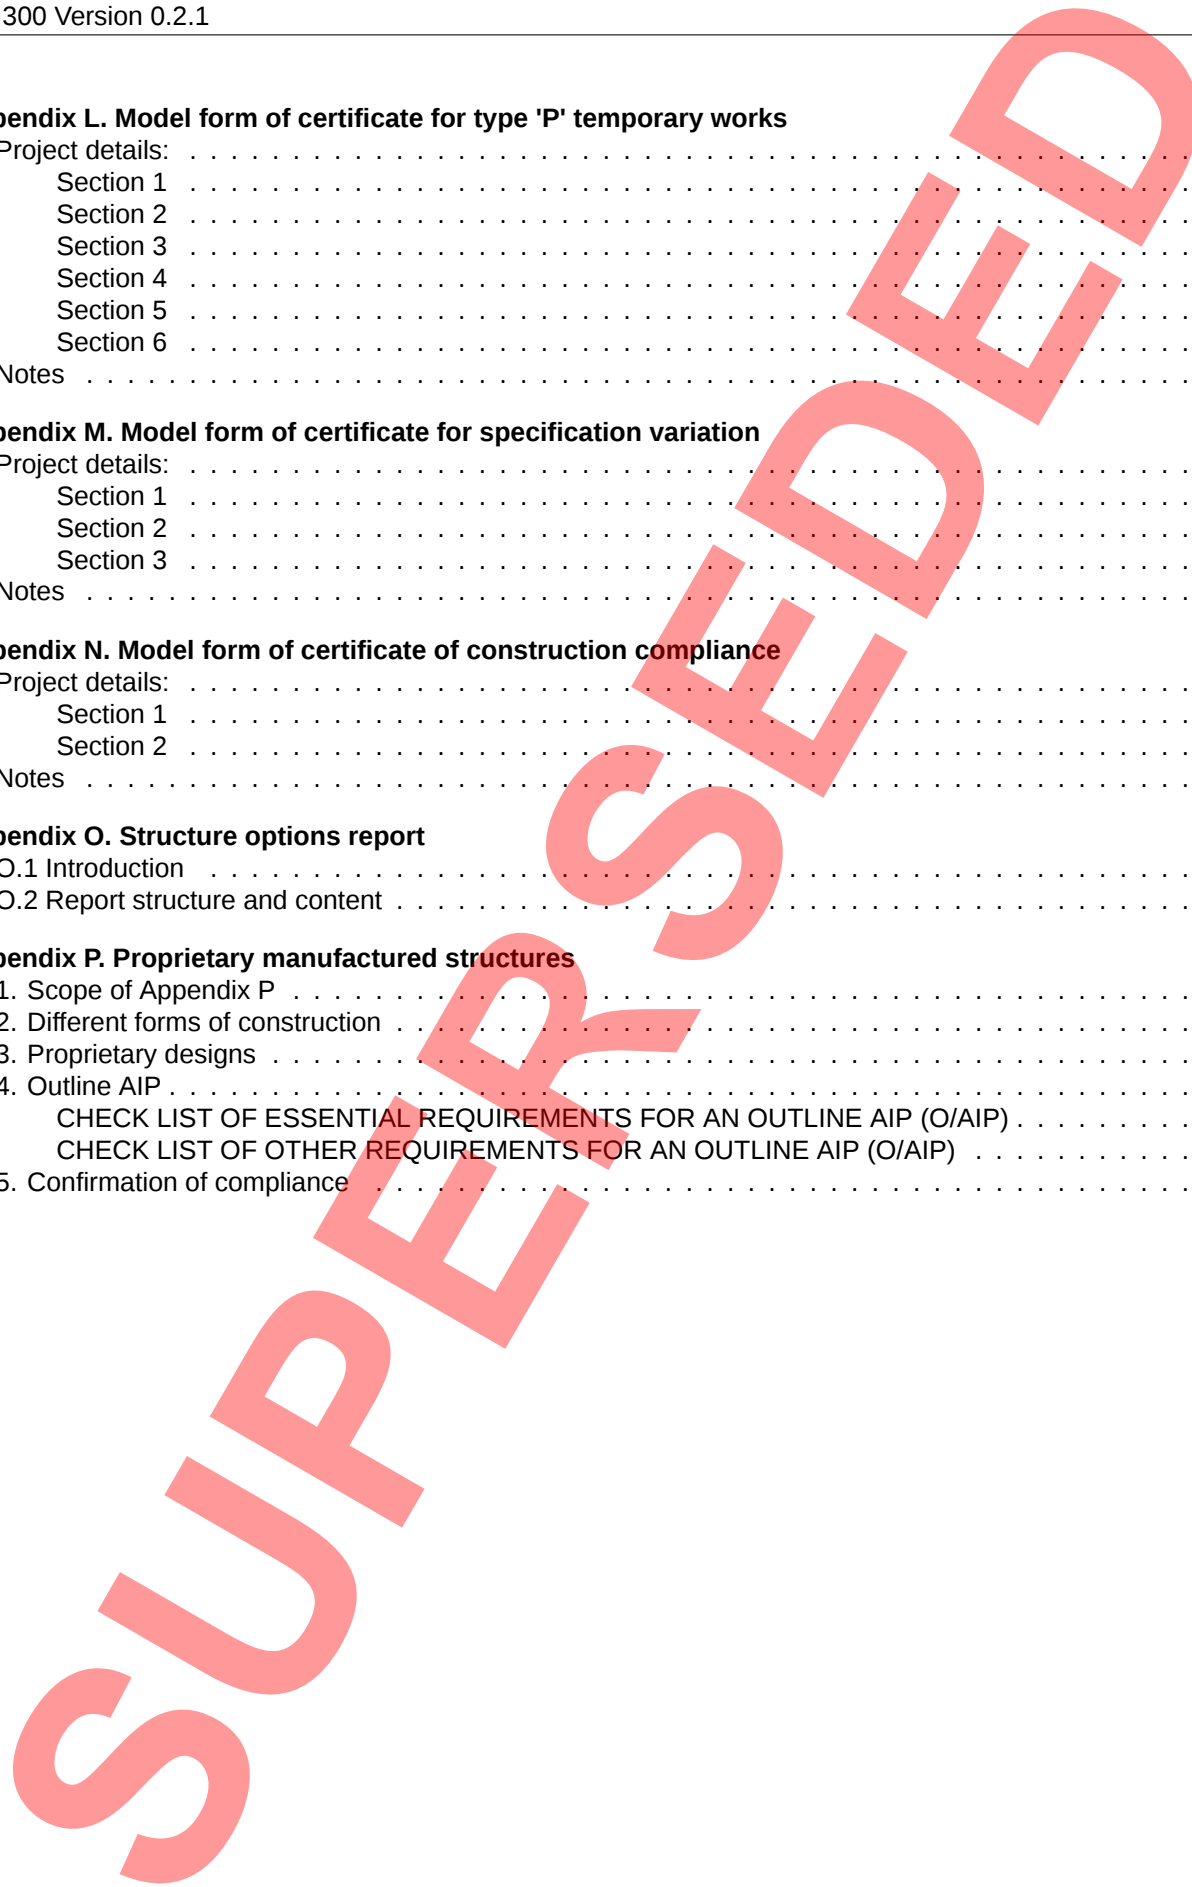 300 Version 0.2.1
pendix L. Model form of certificate for type 'P' temporary works
Project details: . . . . . . . . . . . . . . . . . . . . . . . . . . . . . . . . . . . . . . . . . . . . . . . . .
Section 1 . . . . . . . . . . . . . . . . . . . . . . . . . . . . . . . . . . . . . . . . . . . . . . . . .
Section 2 . . . . . . . . . . . . . . . . . . . . . . . . . . . . . . . . . . . . . . . . . . . . . . . . .
Section 3 . . . . . . . . . . . . . . . . . . . . . . . . . . . . . . . . . . . . . . . . . . . . . . . . .
Section 4 . . . . . . . . . . . . . . . . . . . . . . . . . . . . . . . . . . . . . . . . . . . . . . . . .
Section 5 . . . . . . . . . . . . . . . . . . . . . . . . . . . . . . . . . . . . . . . . . . . . . . . . .
Section 6 . . . . . . . . . . . . . . . . . . . . . . . . . . . . . . . . . . . . . . . . . . . . . . . . .
Notes . . . . . . . . . . . . . . . . . . . . . . . . . . . . . . . . . . . . . . . . . . . . . . . . . . . . . .
pendix M. Model form of certificate for specification variation
Project details: . . . . . . . . . . . . . . . . . . . . . . . . . . . . . . . . . . . . . . . . . . . . . . . . .
Section 1 . . . . . . . . . . . . . . . . . . . . . . . . . . . . . . . . . . . . . . . . . . . . . . . . .
Section 2 . . . . . . . . . . . . . . . . . . . . . . . . . . . . . . . . . . . . . . . . . . . . . . . . .
Section 3 . . . . . . . . . . . . . . . . . . . . . . . . . . . . . . . . . . . . . . . . . . . . . . . . .
Notes . . . . . . . . . . . . . . . . . . . . . . . . . . . . . . . . . . . . . . . . . . . . . . . . . . . . . .
pendix N. Model form of certificate of construction compliance
Project details: . . . . . . . . . . . . . . . . . . . . . . . . . . . . . . . . . . . . . . . . . . . . . . . . .
Section 1 . . . . . . . . . . . . . . . . . . . . . . . . . . . . . . . . . . . . . . . . . . . . . . . . .
Section 2 . . . . . . . . . . . . . . . . . . . . . . . . . . . . . . . . . . . . . . . . . . . . . . . . .
Notes . . . . . . . . . . . . . . . . . . . . . . . . . . . . . . . . . . . . . . . . . . . . . . . . . . . . . .
pendix O. Structure options report
O.1 Introduction . . . . . . . . . . . . . . . . . . . . . . . . . . . . . . . . . . . . . . . . . . . . . . . .
O.2 Report structure and content . . . . . . . . . . . . . . . . . . . . . . . . . . . . . . . . . . . . . . .
pendix P. Proprietary manufactured structures
1. Scope of Appendix P . . . . . . . . . . . . . . . . . . . . . . . . . . . . . . . . . . . . . . . . . . . .
2. Different forms of construction . . . . . . . . . . . . . . . . . . . . . . . . . . . . . . . . . . . . . . .
3. Proprietary designs . . . . . . . . . . . . . . . . . . . . . . . . . . . . . . . . . . . . . . . . . . . . .
4. Outline AIP . . . . . . . . . . . . . . . . . . . . . . . . . . . . . . . . . . . . . . . . . . . . . . . . . .
CHECK LIST OF ESSENTIAL REQUIREMENTS FOR AN OUTLINE AIP (O/AIP) . . . . . . . . .
CHECK LIST OF OTHER REQUIREMENTS FOR AN OUTLINE AIP (O/AIP) . . . . . . . . . . .
5. Confirmation of compliance . . . . . . . . . . . . . . . . . . . . . . . . . . . . . . . . . . . . . . . .
SUPERSEDED